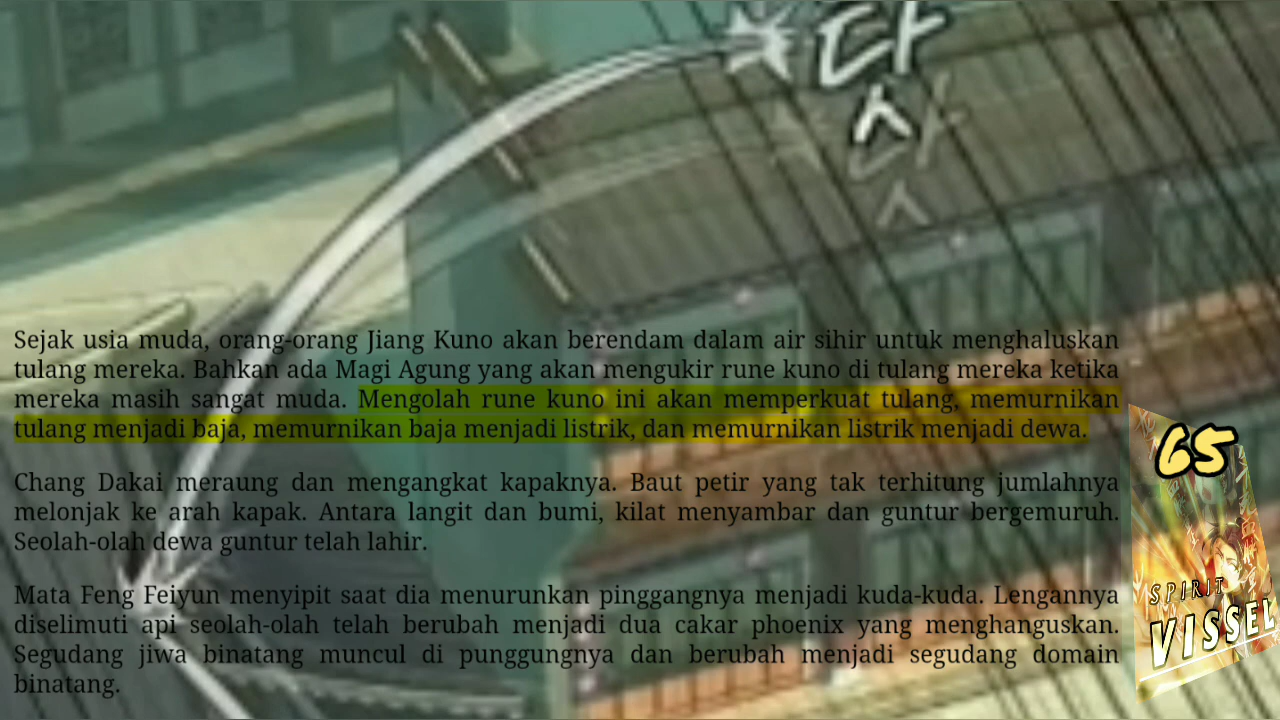 다
사
ㅅ
Sejak usia muda, orang-orang Jiang Kuno akan berendam dalam air sihir untuk menghaluskan
tulang mereka. Bahkan ada Magi Agung yang akan mengukir rune kuno di tulang mereka ketika
mereka masih sangat muda. Mengolah rune kuno ini akan memperkuat tulang, memurnikan
tulang menjadi baja, memurnikan baja menjadi listrik, dan memurnikan listrik menjadi dewa.
Chang Dakai meraung dan mengangkat kapaknya. Baut petir yang tak terhitung jumlahnya
melonjak ke arah kapak. Antara langit dan bumi, kilat menyambar dan guntur bergemuruh.
Seolah-olah dewa guntur telah lahir.
Mata Feng Feiyun menyipit saat dia menurunkan pinggangnya menjadi kuda-kuda. Lengannya
diselimuti api seolah-olah telah berubah menjadi dua cakar phoenix yang menghanguskan.
Segudang jiwa binatang muncul di punggungnya dan berubah menjadi segudang domain
binatang.
65
SPIRIT
VISSEL